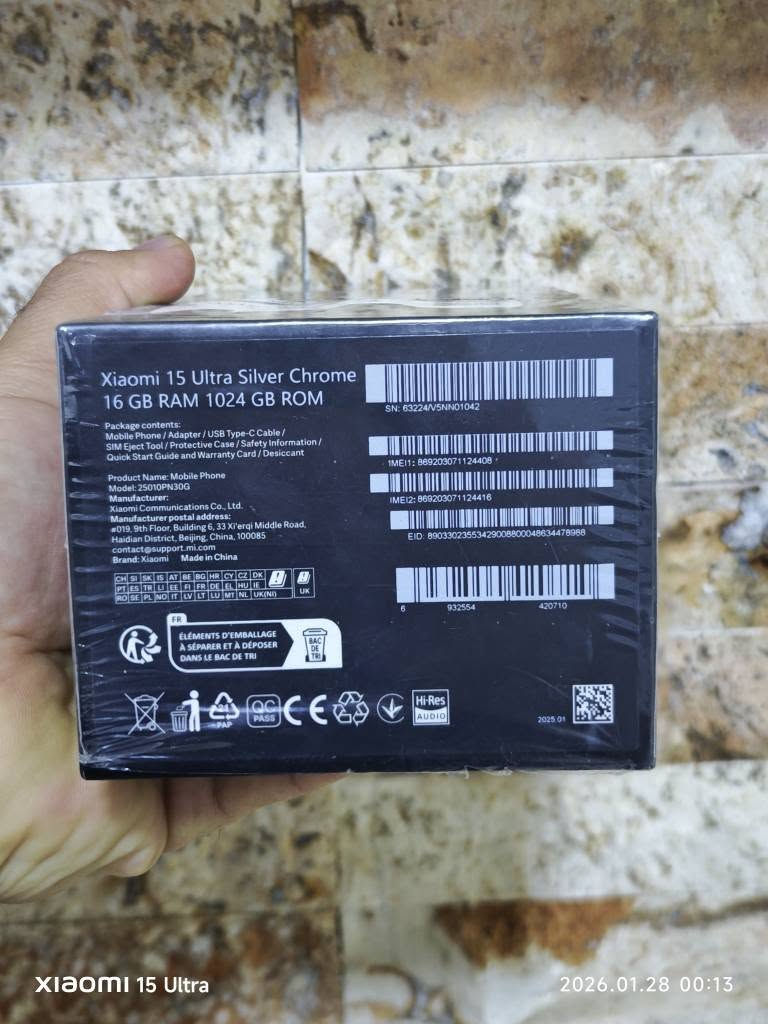 Xiaomi 15 Ultra Silver Chrome
16 GB RAM 1024 GB ROM
Package contents:
Mobile Phone / Adapter / USB Type-C Cable /
SIM Eject Tool / Protective Case / Safety Information /
Quick Start Guide and Warranty Card / Desiccant
Product Name: Mobile Phone
Model: 25010PN30G
Manufacturer:
Xiaomi Communications Co., Ltd.
Manufacturer postal address:
#019, 9th Floor, Building 6, 33 Xi'erqi Middle Road,
Haidian District, Beijing, China, 100085
contact@support.mi.com
Brand: Xiaomi Made in China
CH SI SK IS AT BE BG HR CY CZ DK
PT ES TR LI EE FI FR DE EL HU IE
RO SE PL NO IT LV LT LU MT NL UK(NI)
UK
SN: 63224/V5NN01042
IMEI1: 869203071124408
IMEI2: 869203071124416
EID: 89033023553429008800048634478988
6 932554 420710
FR
ÉLÉMENTS D'EMBALLAGE
À SÉPARER ET À DÉPOSER
DANS LE BAC DE TRI
BAC
DE
TRI
21
PAP
QC
PASS
CE
Hi-Res
AUDIO
2025.01
xiaomi 15 Ultra
2026.01.28 00:13